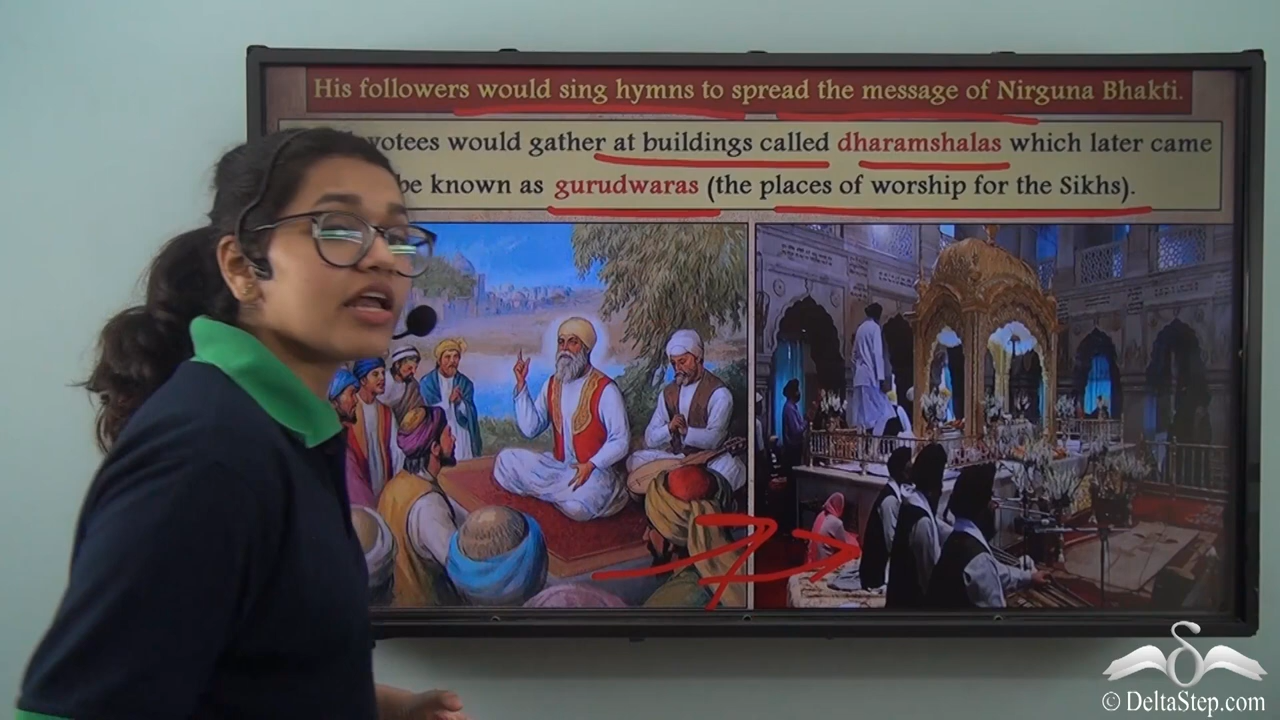 His followers would sing hymns to spread the message of Nirguna Bhakti.
votees would gather at buildings called dharamshalas which later came
be known as gurudwaras (the places of worship for the Sikhs).
© DeltaStep.com